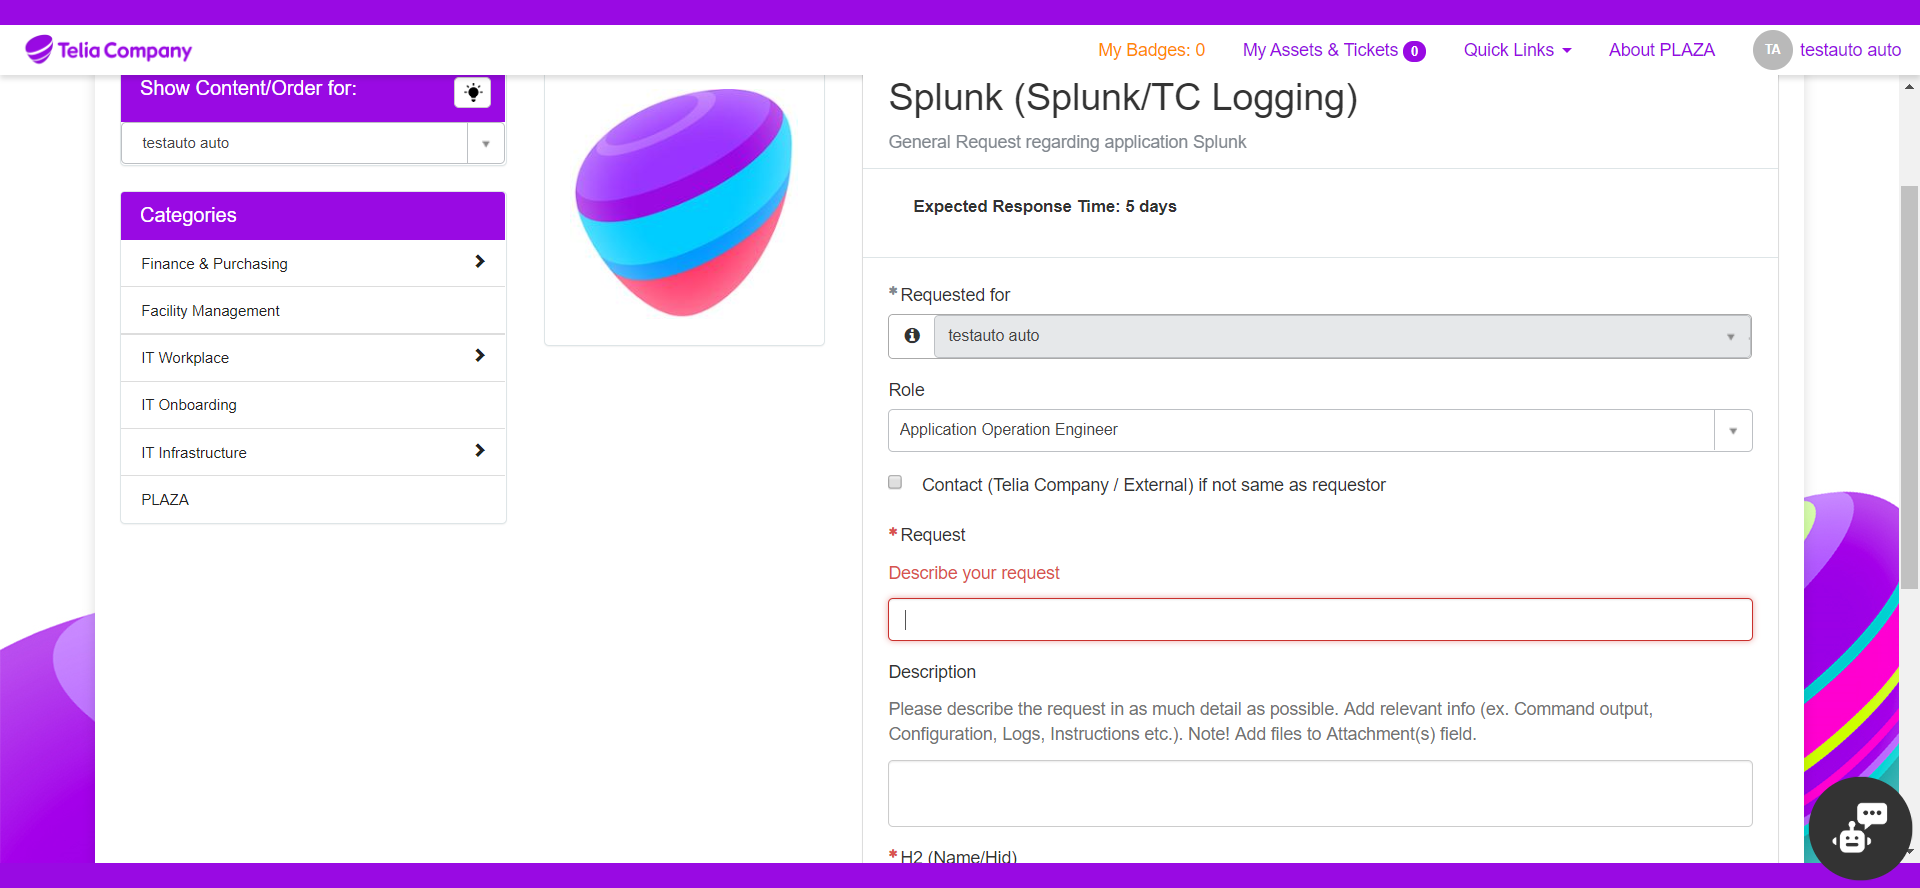 Telia Company
My Badges: 0
My Assets & Tickets 0
Quick Links
About PLAZA
TA
testauto auto
Show Content/Order for:
testauto auto
Categories
Finance & Purchasing
Facility Management
IT Workplace
IT Onboarding
IT Infrastructure
PLAZA
Splunk (Splunk/TC Logging)
General Request regarding application Splunk
Expected Response Time: 5 days
* Requested for
testauto auto
Role
Application Operation Engineer
Contact (Telia Company / External) if not same as requestor
* Request
Describe your request
Description
Please describe the request in as much detail as possible. Add relevant info (ex. Command output,
Configuration, Logs, Instructions etc.). Note! Add files to Attachment(s) field.
* H2 (Name/Hid)